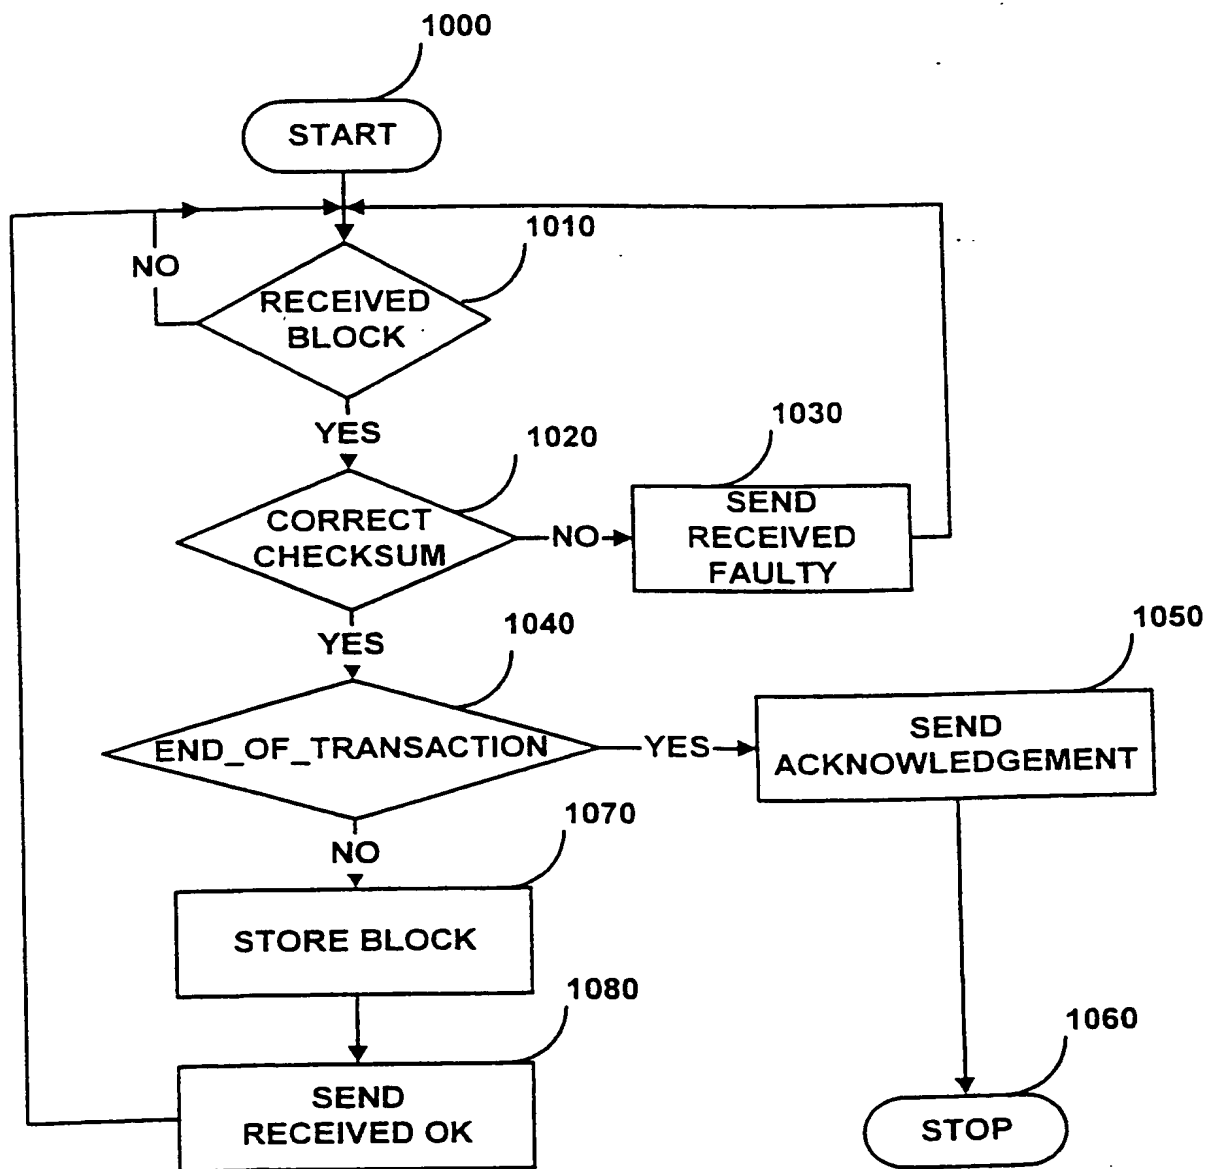 1000
START
1010
NO
RECEIVED
BLOCK
YES
1020
1030
CORRECT
CHECKSUM
NO
SEND
RECEIVED
FAULTY
YES
1040
1050
END_OF_TRANSACTION
YES
SEND
ACKNOWLEDGEMENT
NO
1070
STORE BLOCK
1080
1060
SEND
RECEIVED OK
STOP